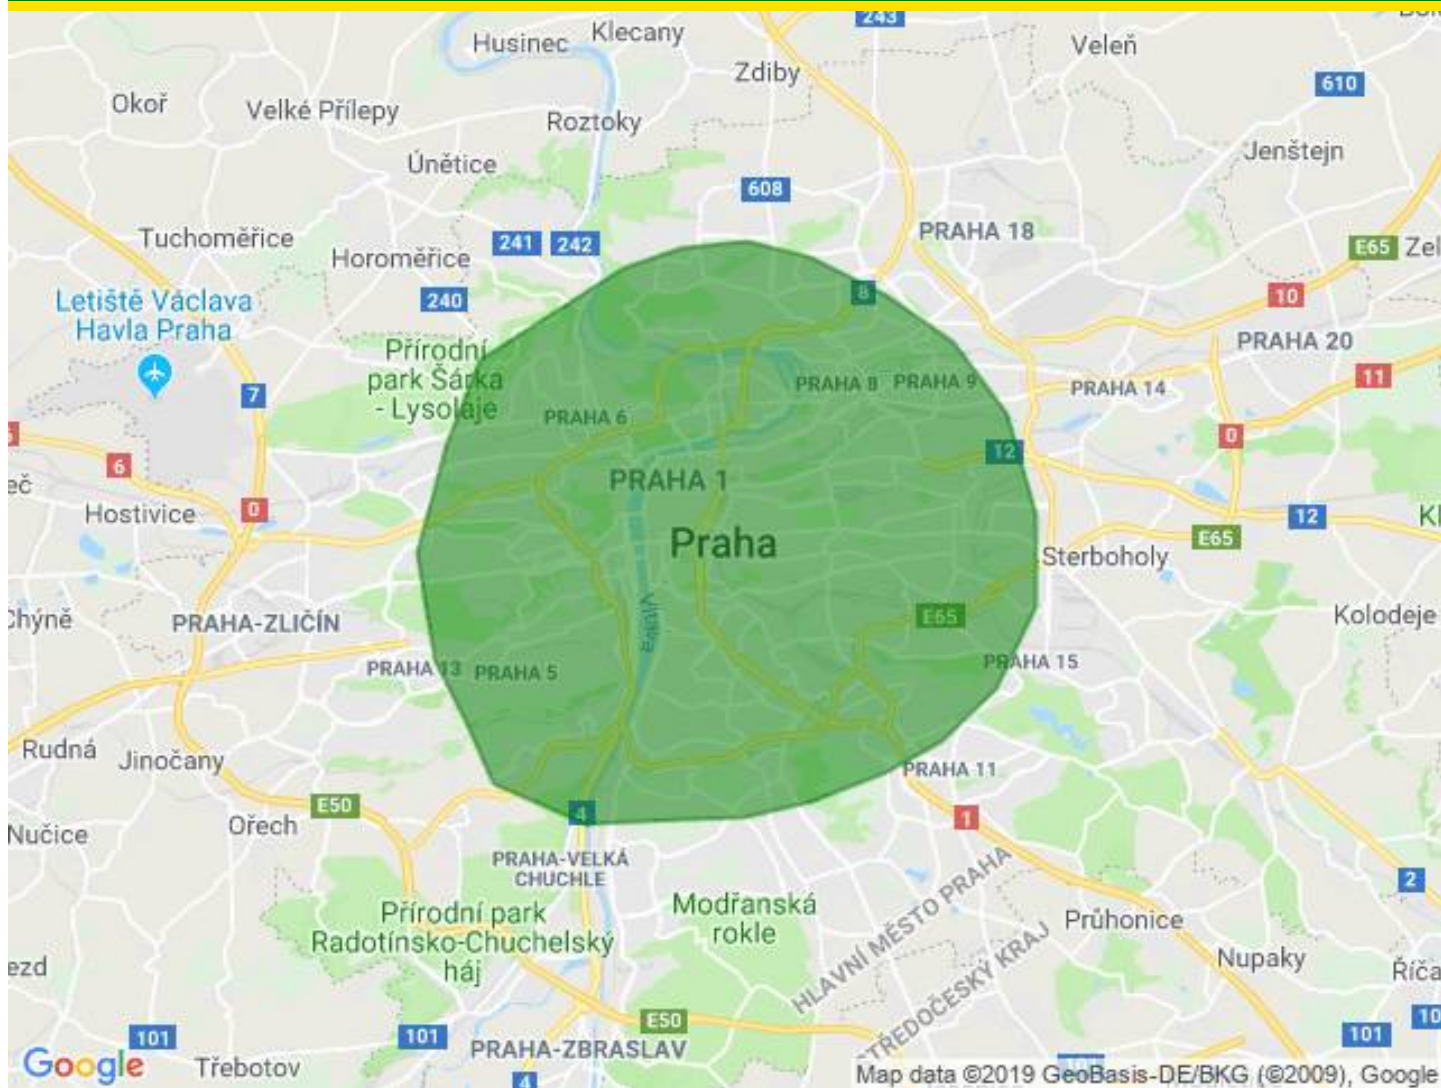 243
Husinec
Klecany
Veleň
Zdiby
610
Okoř
Velké Přílepy
Roztoky
Únětice
Jenštejn
608
Tuchoměřice
241
242
PRAHA 18
E65
Horoměřice
Letiště Václava
Havla Praha
240
8
10
Přírodní
park Šárka
- Lysolaje
PRAHA 20
7
PRAHA 8
PRAHA 9
PRAHA 14
11
PRAHA 6
0
6
12
PRAHA 1
Hostivice
0
12
Praha
E65
Sterboholy
Vltava
E65
Kolodeje
PRAHA-ZLIČÍN
PRAHA 13
PRAHA 5
PRAHA 15
Rudná
Jinočany
PRAHA 11
E50
4
1
Nučice
Ořech
PRAHA-VELKÁ
CHUCHLE
2
Přírodní park
Radotínsko-Chuchelský
háj
Modřanská
rokle
HLAVNÍ MĚSTO PRAHA
STŘEDOČESKÝ KRAJ
Průhonice
Nupaky
E50
101
101
101
PRAHA-ZBRASLAV
Google
Třebotov
4
Map data ©2019 GeoBasis-DE/BKG (©2009), Google